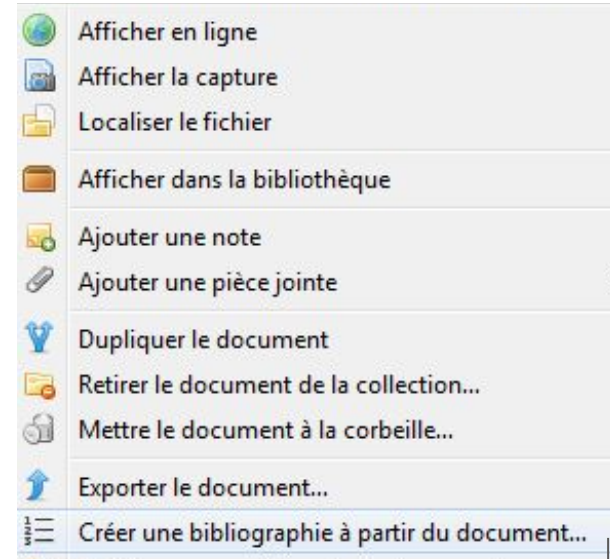 Afficher en ligne
Afficher la capture
Localiser le fichier
Afficher dans la bibliothèque
Ajouter une note
Ajouter une pièce jointe
Dupliquer le document
Retirer le document de la collection...
Mettre le document à la corbeille...
Exporter le document...
Créer une bibliographie à partir du document...